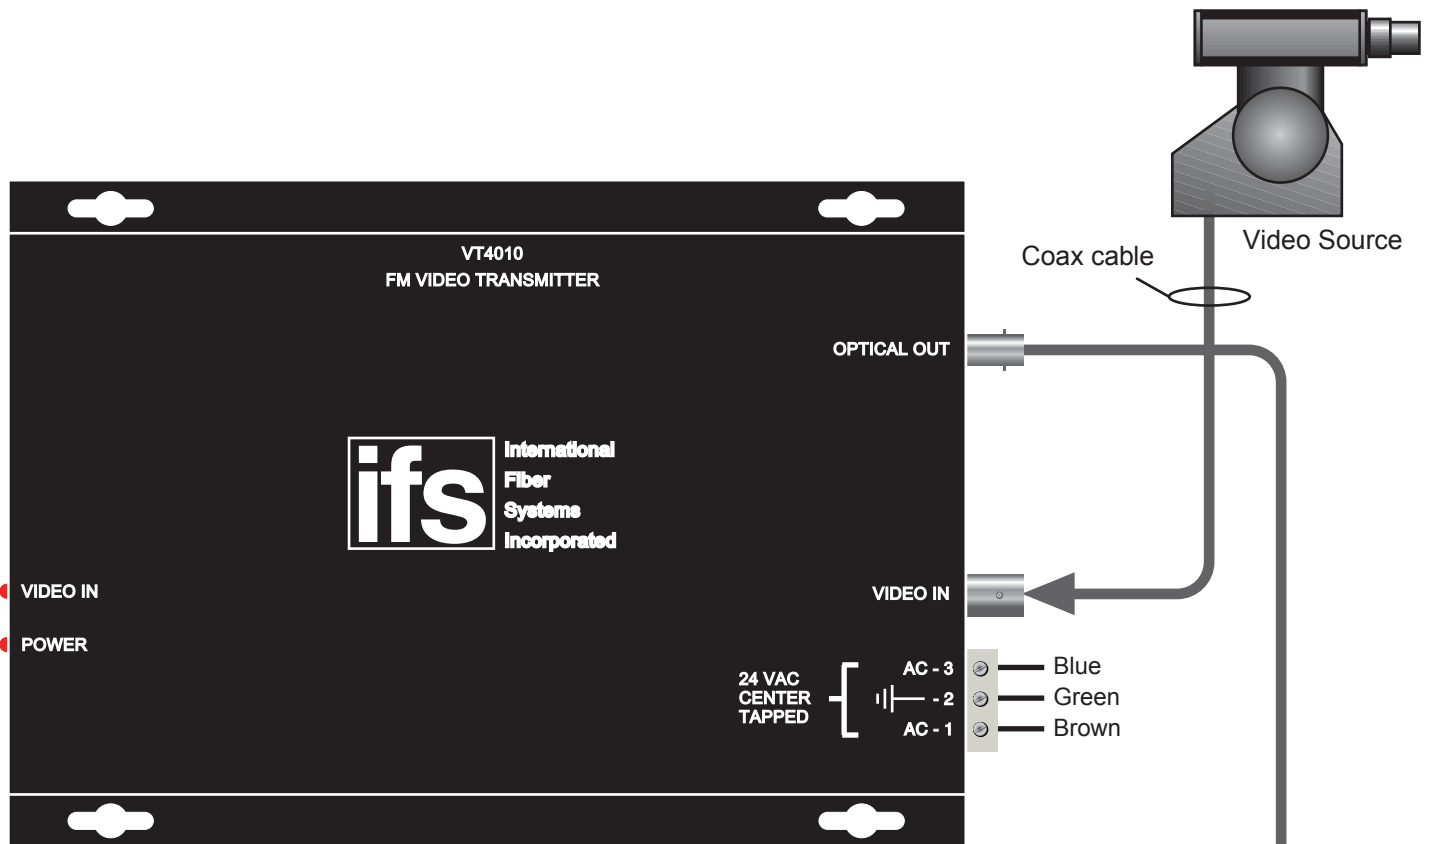 Video Source
Coax cable
VT4010
FM VIDEO TRANSMITTER
OPTICAL OUT
ifs
International
Fiber
Systems
Incorporated
VIDEO IN
POWER
VIDEO IN
24 VAC
CENTER
TAPPED
AC - 3
- 2
AC - 1
Blue
Green
Brown